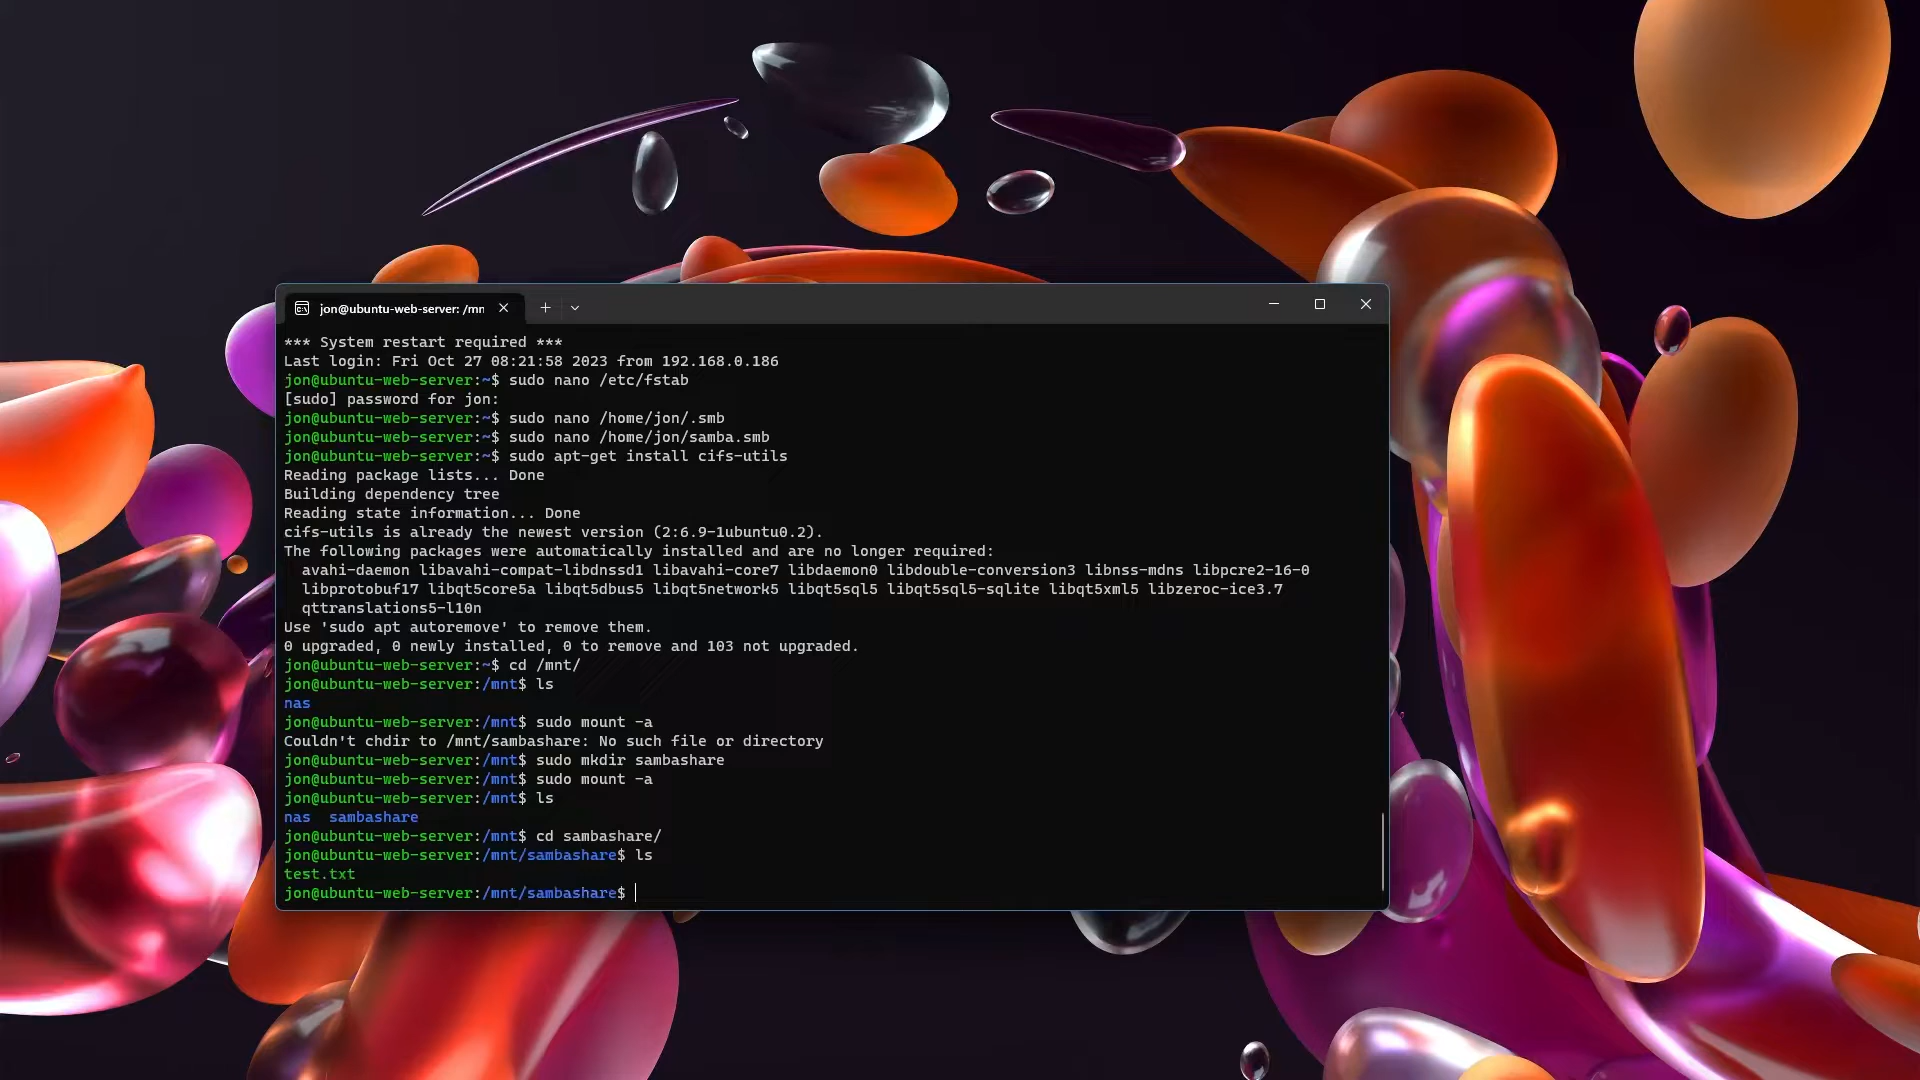 jon@ubuntu-web-server: /mn
*** System restart required ***
Last login: Fri Oct 27 08:21:58 2023 from 192.168.0.186
jon@ubuntu-web-server:~$ sudo nano /etc/fstab
[sudo] password for jon:
jon@ubuntu-web-server:~$ sudo nano /home/jon/.smb
jon@ubuntu-web-server:~$ sudo nano /home/jon/samba.smb
jon@ubuntu-web-server:~$ sudo apt-get install cifs-utils
Reading package lists... Done
Building dependency tree
Reading state information... Done
cifs-utils is already the newest version (2:6.9-1ubuntu0.2).
The following packages were automatically installed and are no longer required:
  avahi-daemon libavahi-compat-libdnssd1 libavahi-core7 libdaemon0 libdouble-conversion3 libnss-mdns libpcre2-16-0
  libprotobuf17 libqt5core5a libqt5dbus5 libqt5network5 libqt5sql5 libqt5sql5-sqlite libqt5xml5 libzeroc-ice3.7
  qttranslations5-l10n
Use 'sudo apt autoremove' to remove them.
0 upgraded, 0 newly installed, 0 to remove and 103 not upgraded.
jon@ubuntu-web-server:~$ cd /mnt/
jon@ubuntu-web-server:/mnt$ ls
nas
jon@ubuntu-web-server:/mnt$ sudo mount -a
Couldn't chdir to /mnt/sambashare: No such file or directory
jon@ubuntu-web-server:/mnt$ sudo mkdir sambashare
jon@ubuntu-web-server:/mnt$ sudo mount -a
jon@ubuntu-web-server:/mnt$ ls
nas  sambashare
jon@ubuntu-web-server:/mnt$ cd sambashare/
jon@ubuntu-web-server:/mnt/sambashare$ ls
test.txt
jon@ubuntu-web-server:/mnt/sambashare$